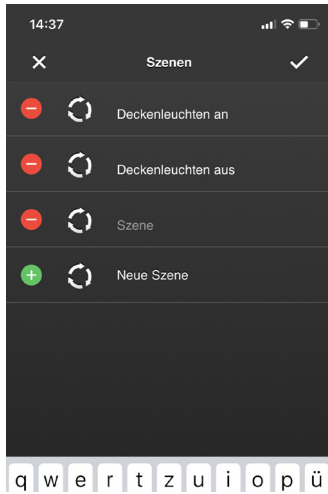 14:37
Szenen
Deckenleuchten an
Deckenleuchten aus
Szene
Neue Szene
q w e r t z u i o p ü